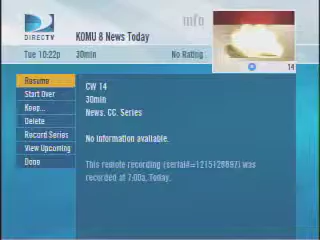 DIRECTV
KOMU 8 News Today
info
Tue 10:22p 30min No Rating
14
Resume
Start Over
Keep...
Delete
Record Series
View Upcoming
Done
CW 14
30min
News. CC. Series
No information available.
This remote recording (serial#=1215128892) was
recorded at 7:00a, Today.